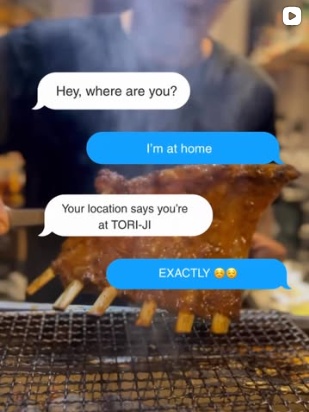 Hey, where are you?
I'm at home
Your location says you're
at TORI-JI
EXACTLY ☺️☺️